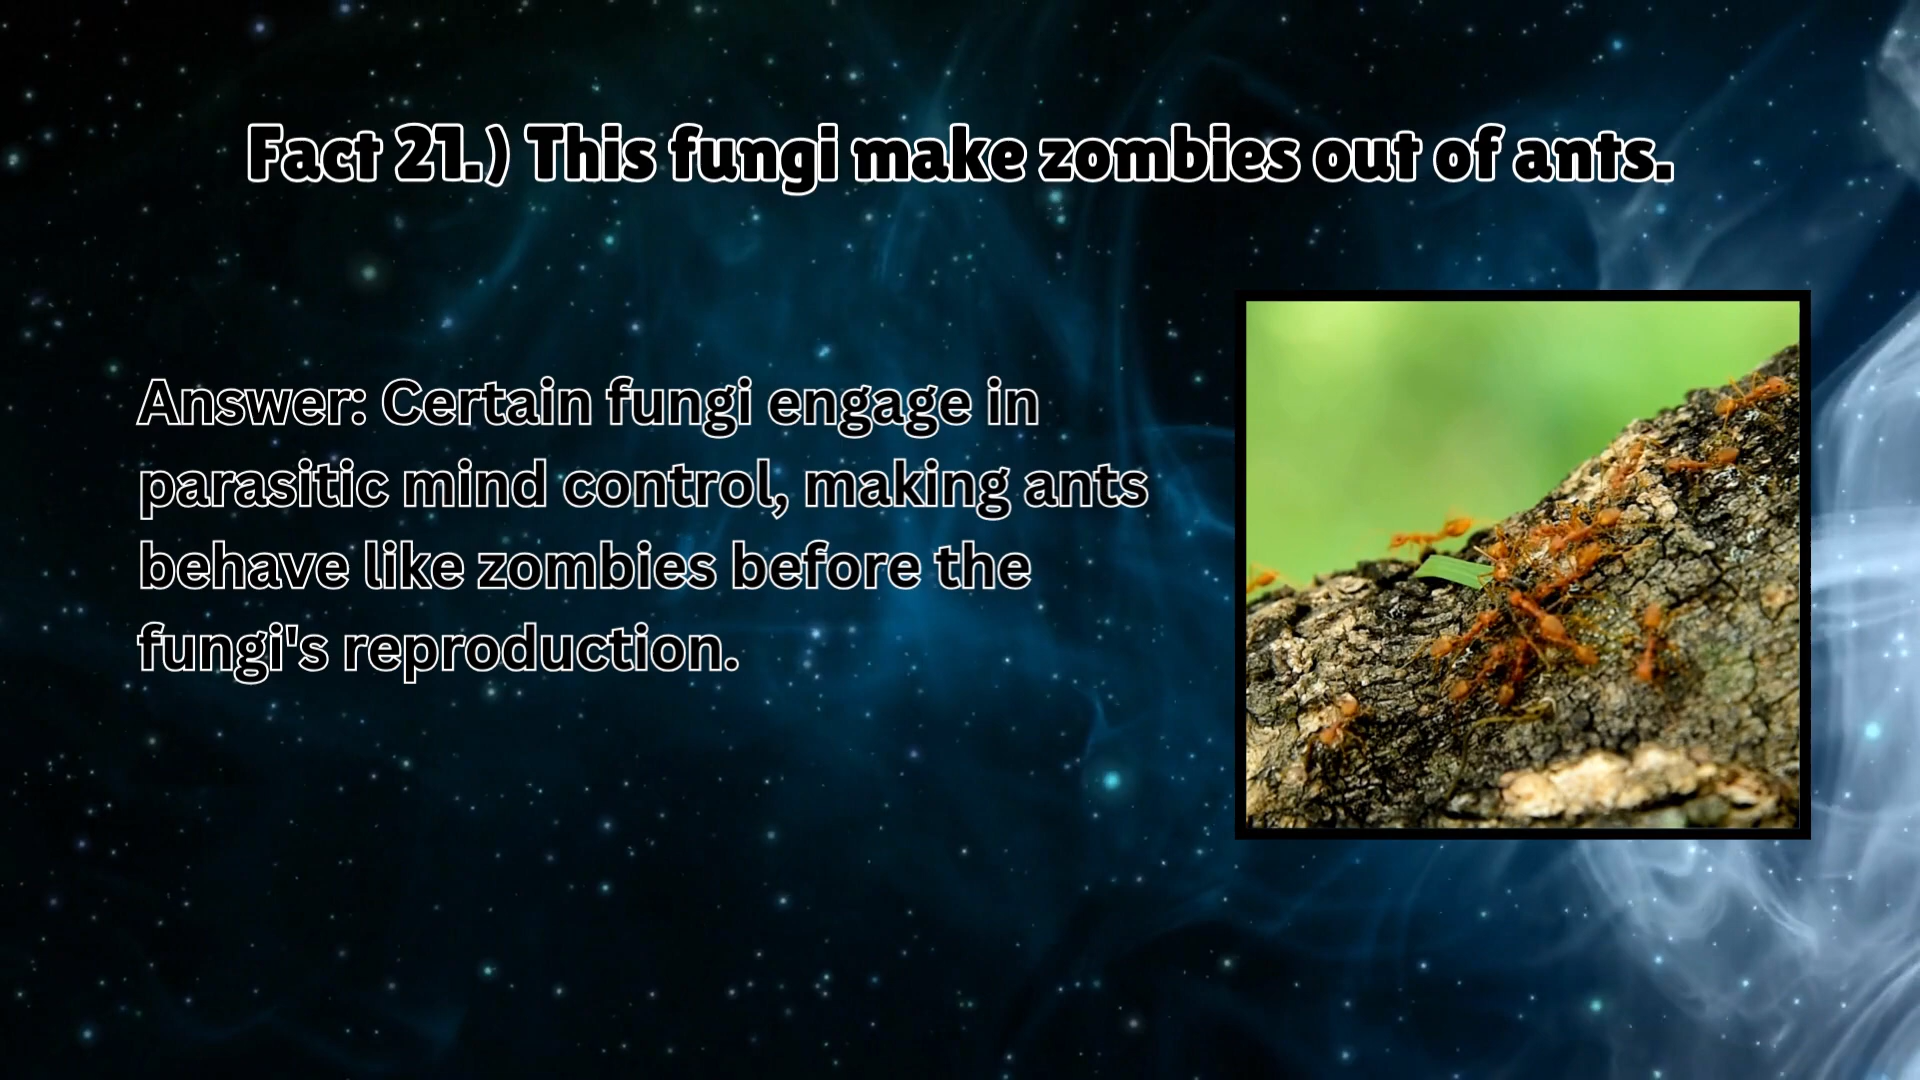 Fact 21.) This fungi make zombies out of ants.
Answer: Certain fungi engage in
parasitic mind control, making ants
behave like zombies before the
fungi's reproduction.